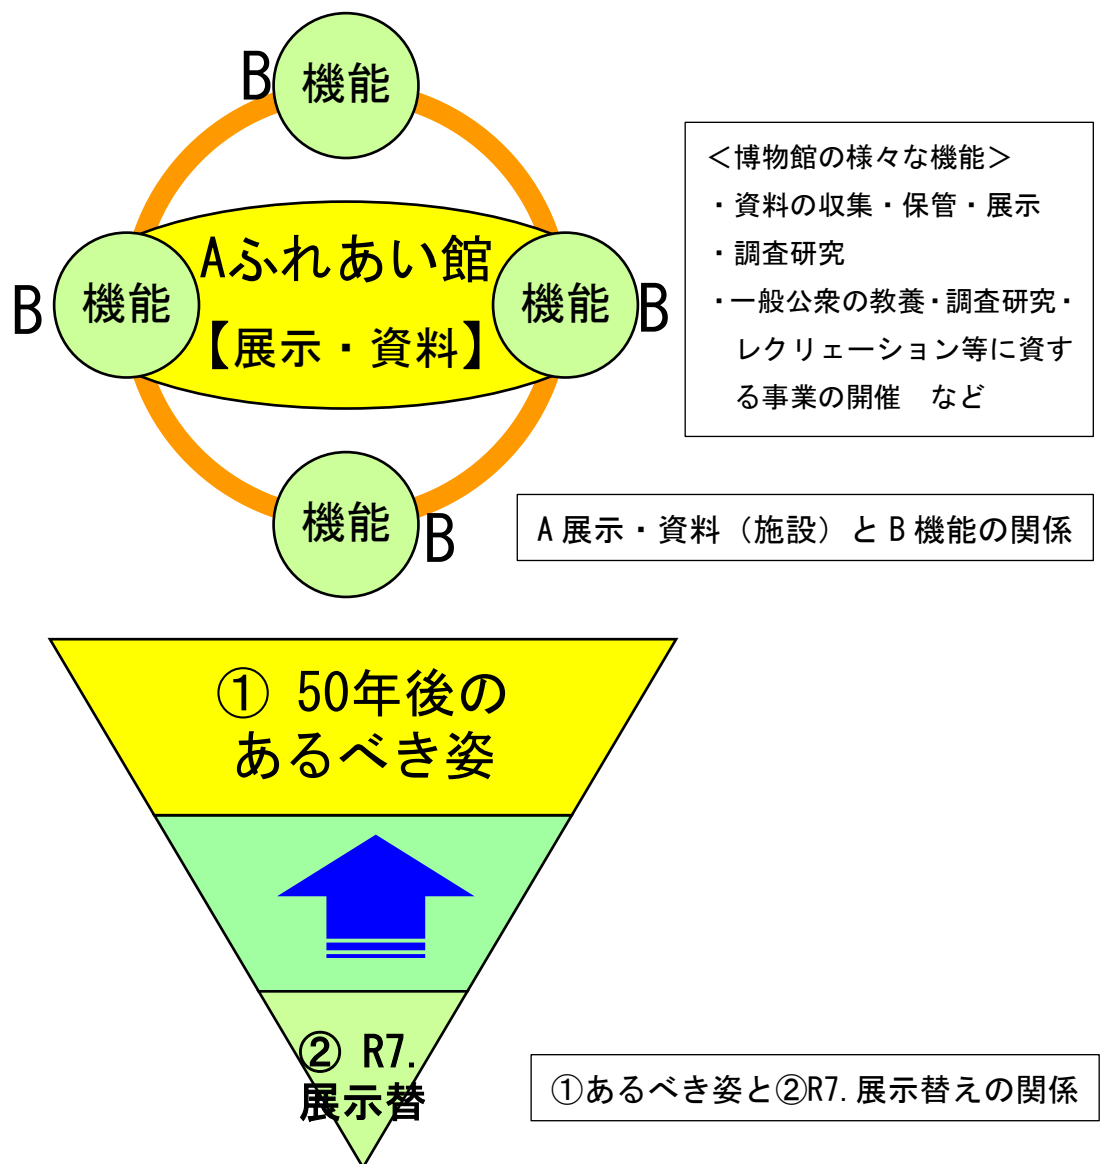 B
機能
Aふれあい館
【展示・資料】
B
機能
機能
B
機能
B
＜博物館の様々な機能＞
・資料の収集・保管・展示
・調査研究
・一般公衆の教養・調査研究・
レクリェーション等に資す
る事業の開催　など
A展示・資料（施設）とB機能の関係
① 50年後の
あるべき姿
② R7.
展示替
①あるべき姿と②R7.展示替えの関係